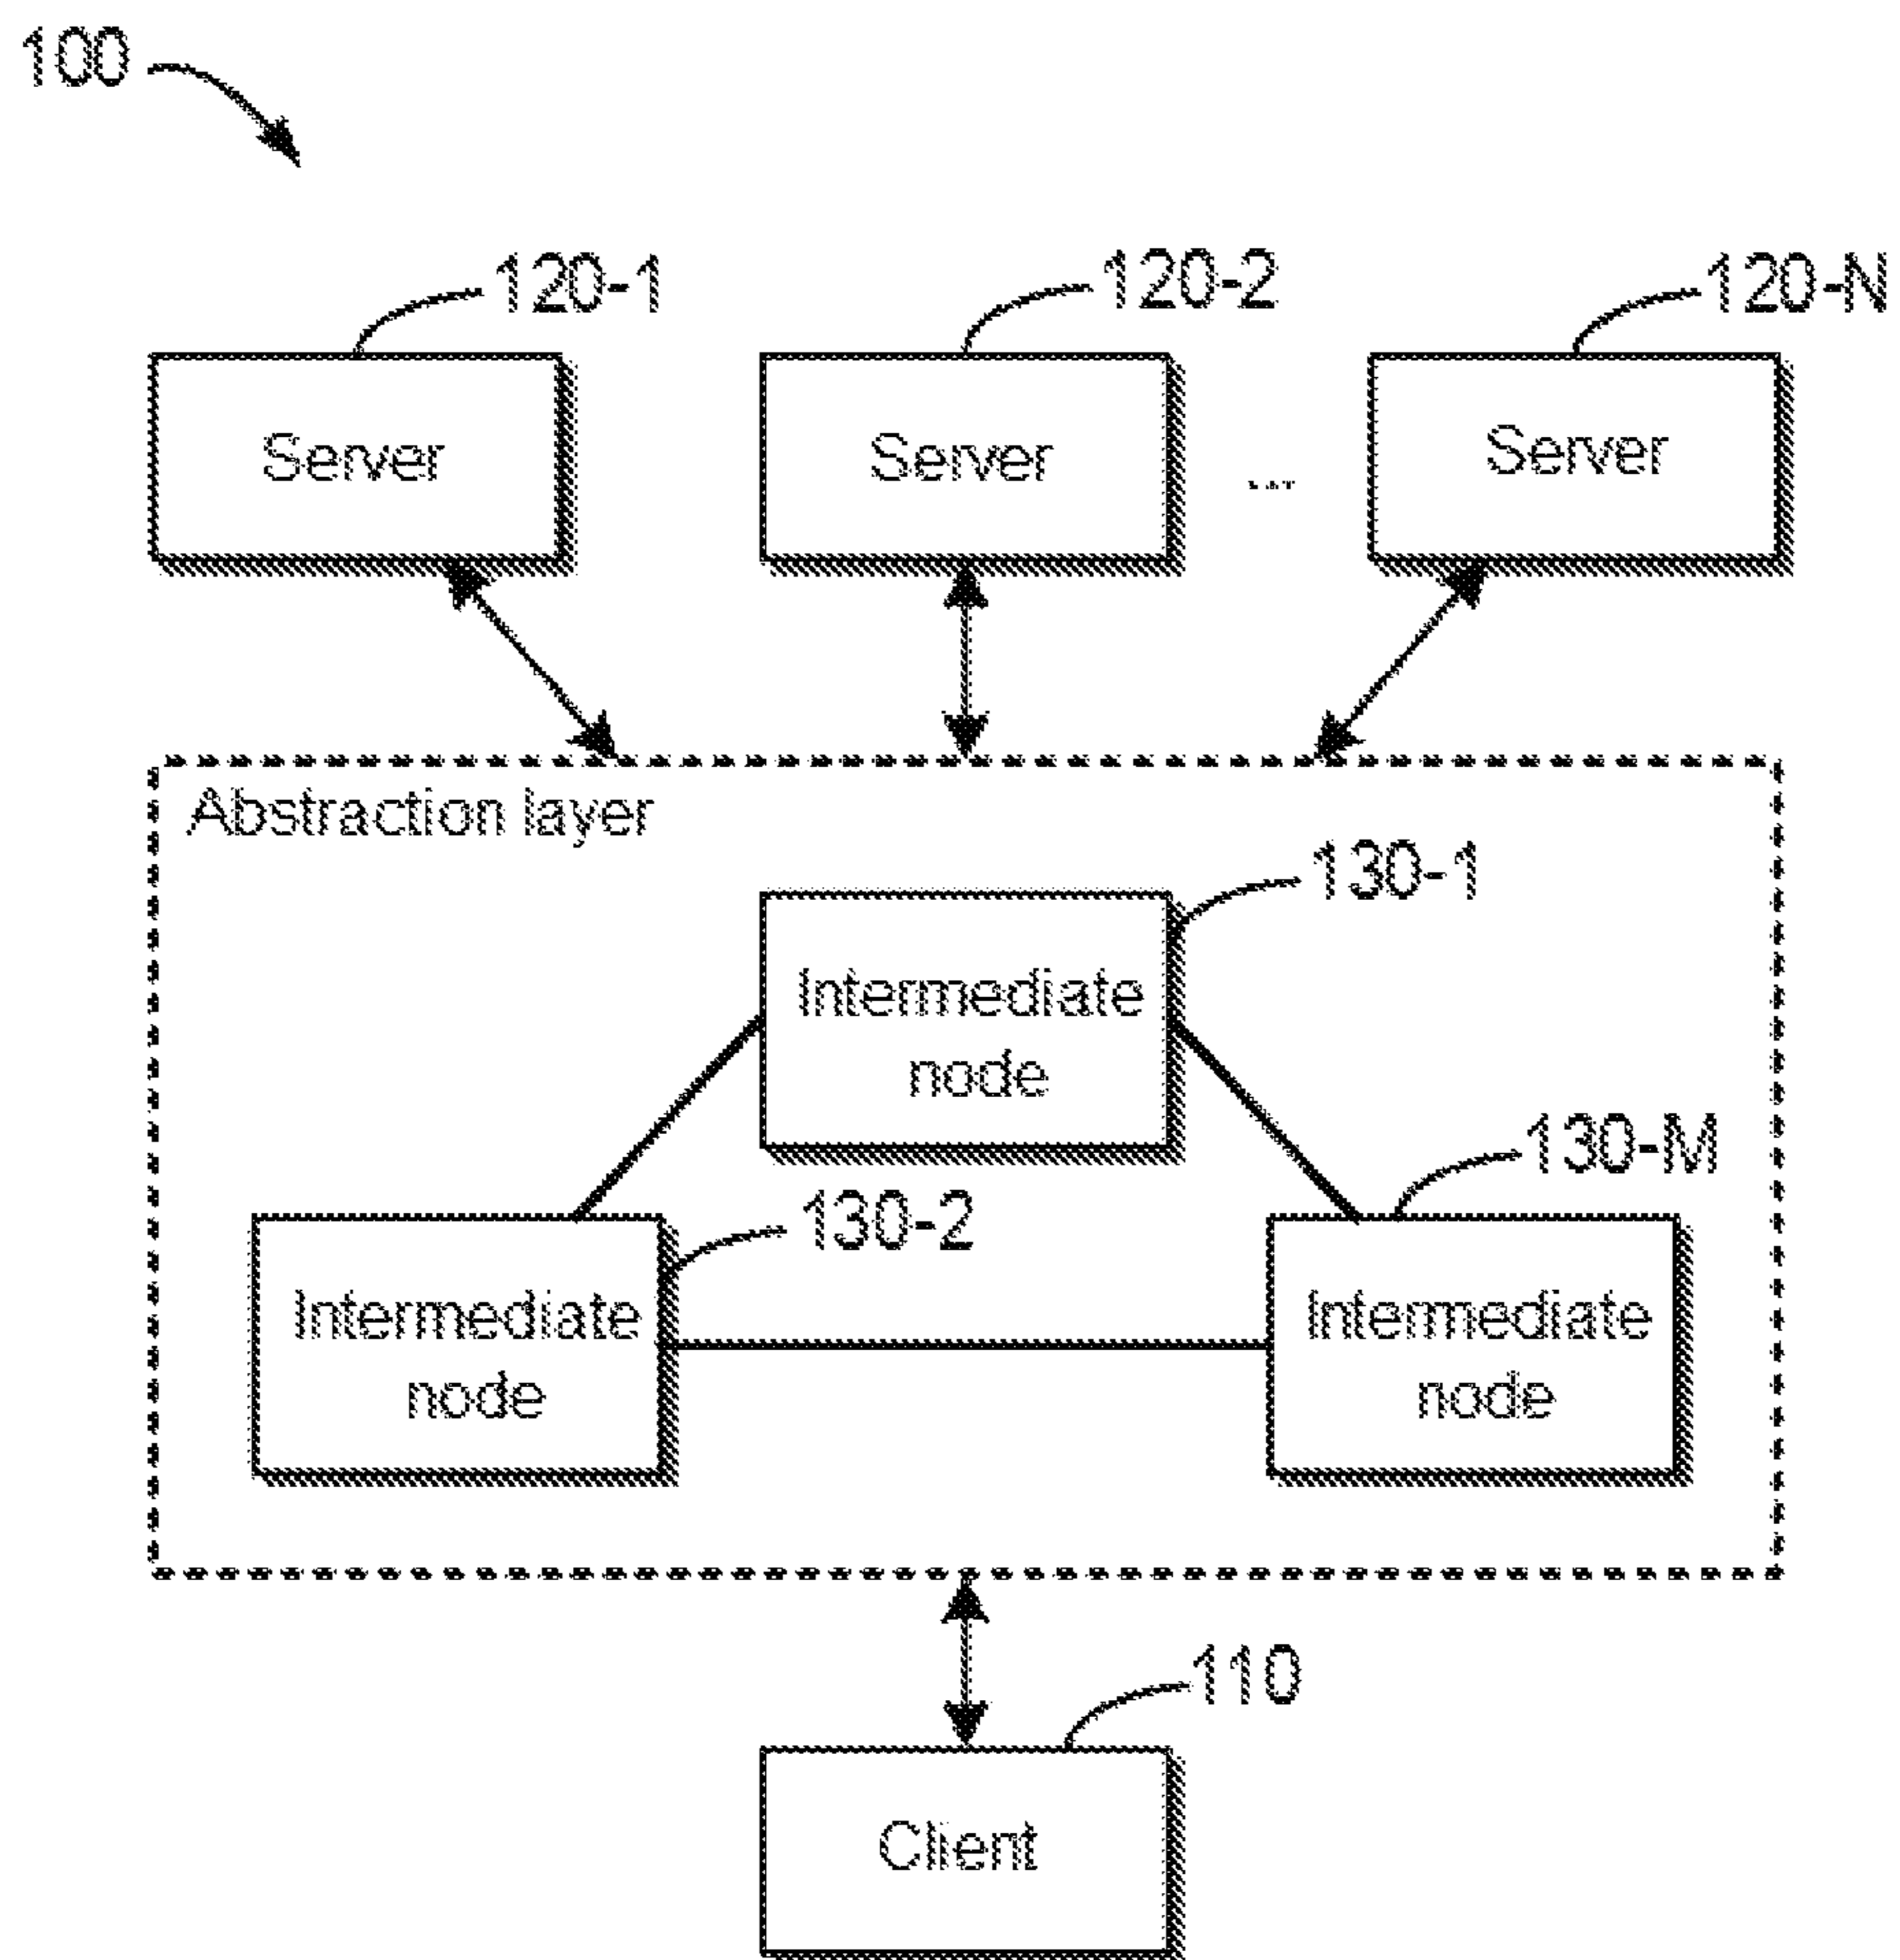 100
120-1
120-2
120-N
Server
Server
...
Server
Abstraction layer
130-1
Intermediate
node
130-M
130-2
Intermediate
node
Intermediate
node
110
Client